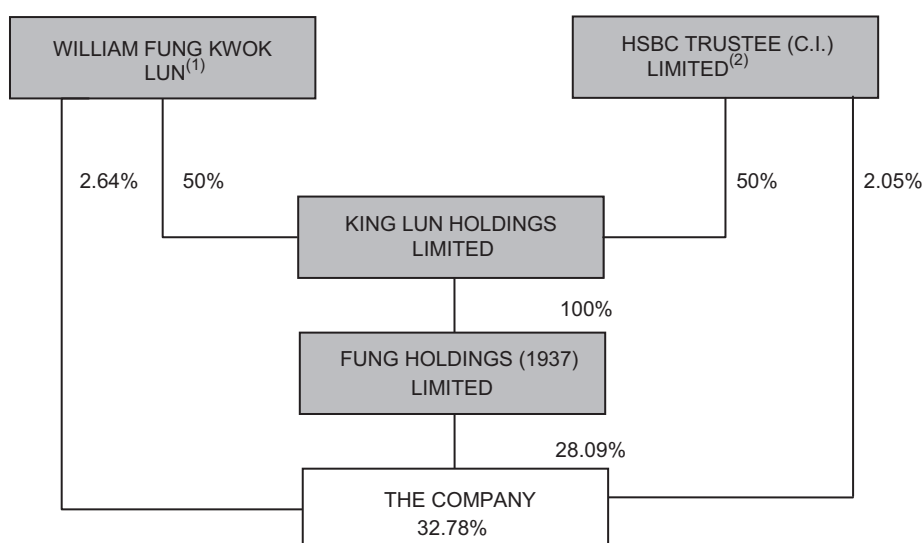 WILLIAM FUNG KWOK
LUN(1)
HSBC TRUSTEE (C.I.)
LIMITED(2)
2.64%
50%
50%
2.05%
KING LUN HOLDINGS
LIMITED
100%
FUNG HOLDINGS (1937)
LIMITED
28.09%
THE COMPANY
32.78%